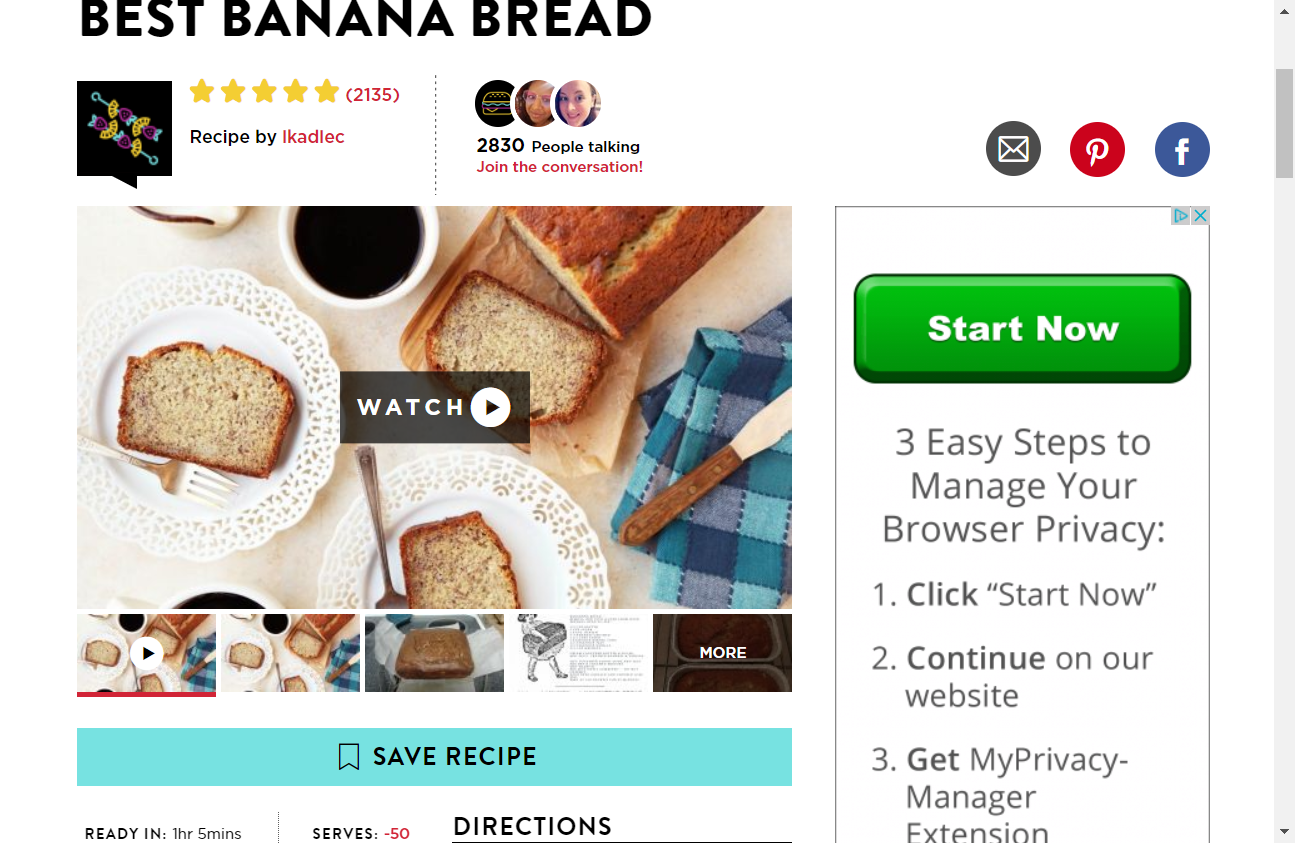 BEST BANANA BREAD
(2135)
Recipe by lkadlec
2830 People talking
Join the conversation!
f
WATCH
MORE
SAVE RECIPE
READY IN: 1hr 5mins
SERVES: -50
DIRECTIONS
Start Now
3 Easy Steps to
Manage Your
Browser Privacy:
1. Click “Start Now”
2. Continue on our
website
3. Get MyPrivacy-
Manager
Extension